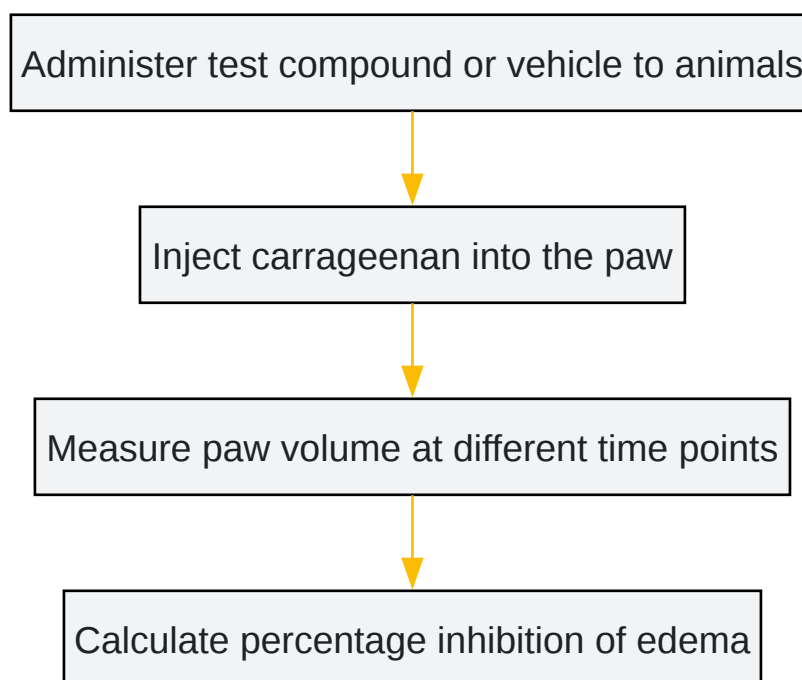 Administer test compound or vehicle to animals
Inject carrageenan into the paw
Measure paw volume at different time points
Calculate percentage inhibition of edema